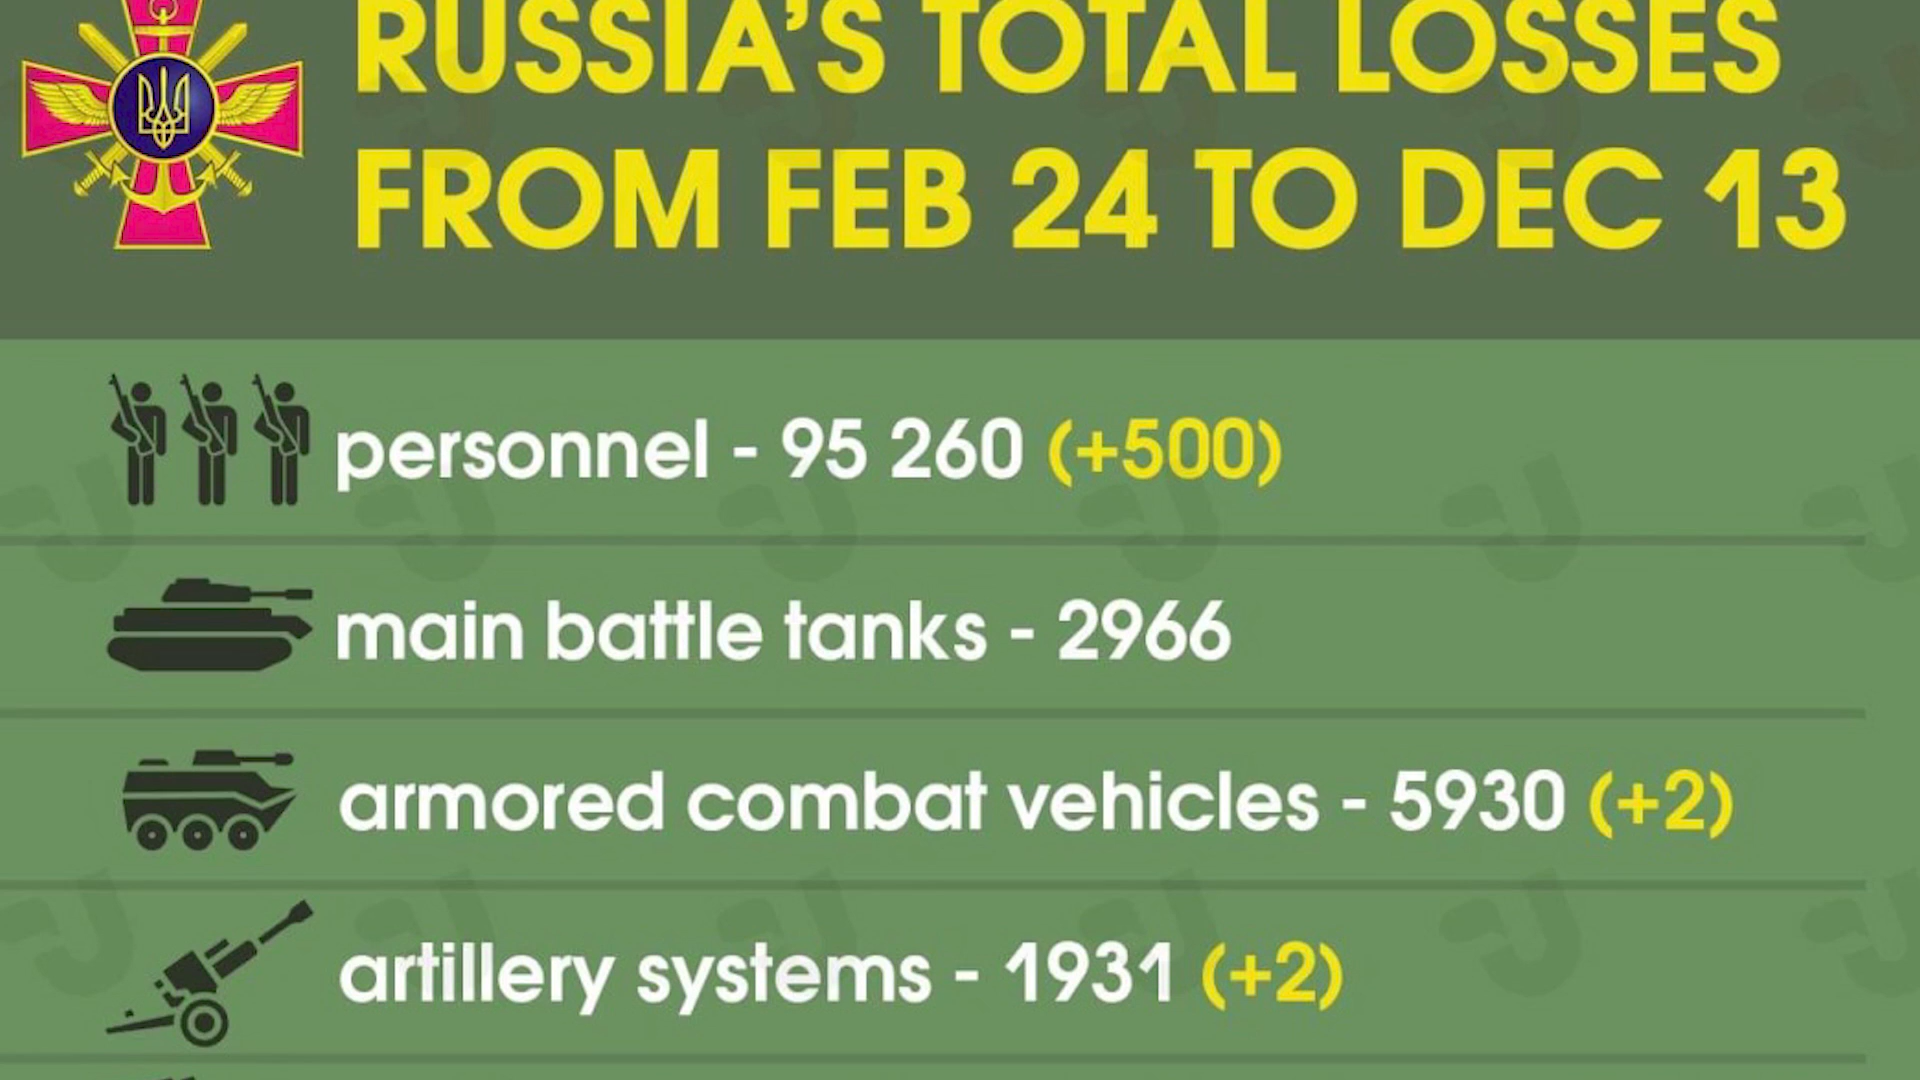 RUSSIA'S TOTAL LOSSES
FROM FEB 24 TO DEC 13
personnel - 95 260 (+500)
main battle tanks - 2966
armored combat vehicles - 5930 (+2)
artillery systems - 1931 (+2)